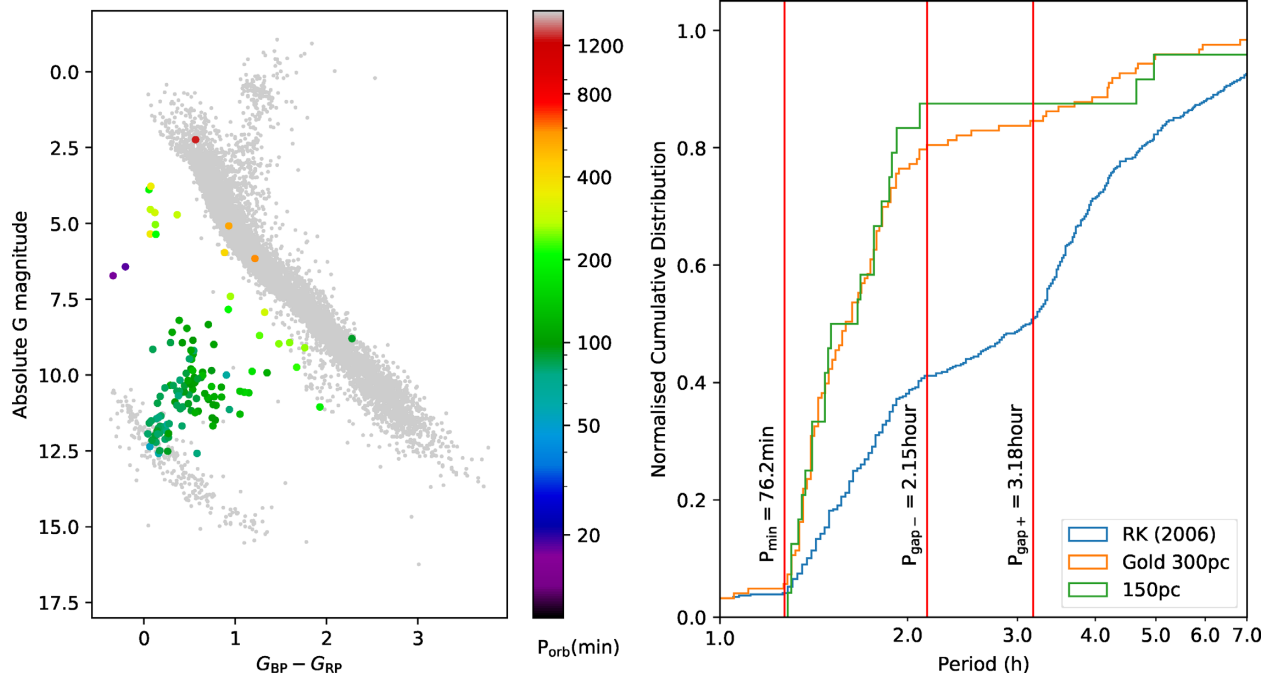 0.0
2.5
5.0
7.5
10.0
12.5
15.0
17.5
Absolute G magnitude
0
1
2
3
G_BP − G_RP
1200
800
400
200
100
50
20
P_orb(min)
1.0
0.8
0.6
0.4
0.2
0.0
Normalised Cumulative Distribution
P_min = 76.2min
P_gap− = 2.15hour
P_gap+ = 3.18hour
RK (2006)
Gold 300pc
150pc
1.0
2.0
3.0
4.0
5.0
6.0
7.0
Period (h)